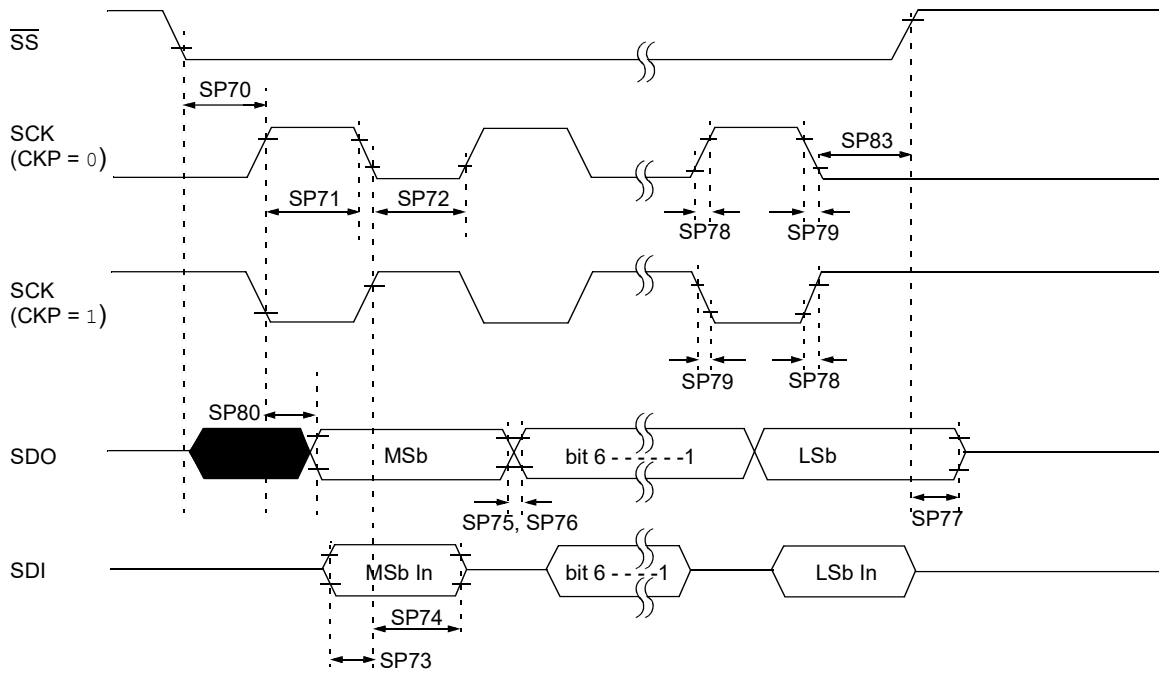 SS
SP70
SCK
(CKP = 0)
SP83
SP71
SP72
SP78
SP79
SCK
(CKP = 1)
SP79
SP78
SP80
SDO
MSb
bit 6 - - - - - -1
LSb
SP75, SP76
SP77
SDI
MSb In
bit 6 - - - - -1
LSb In
SP74
SP73